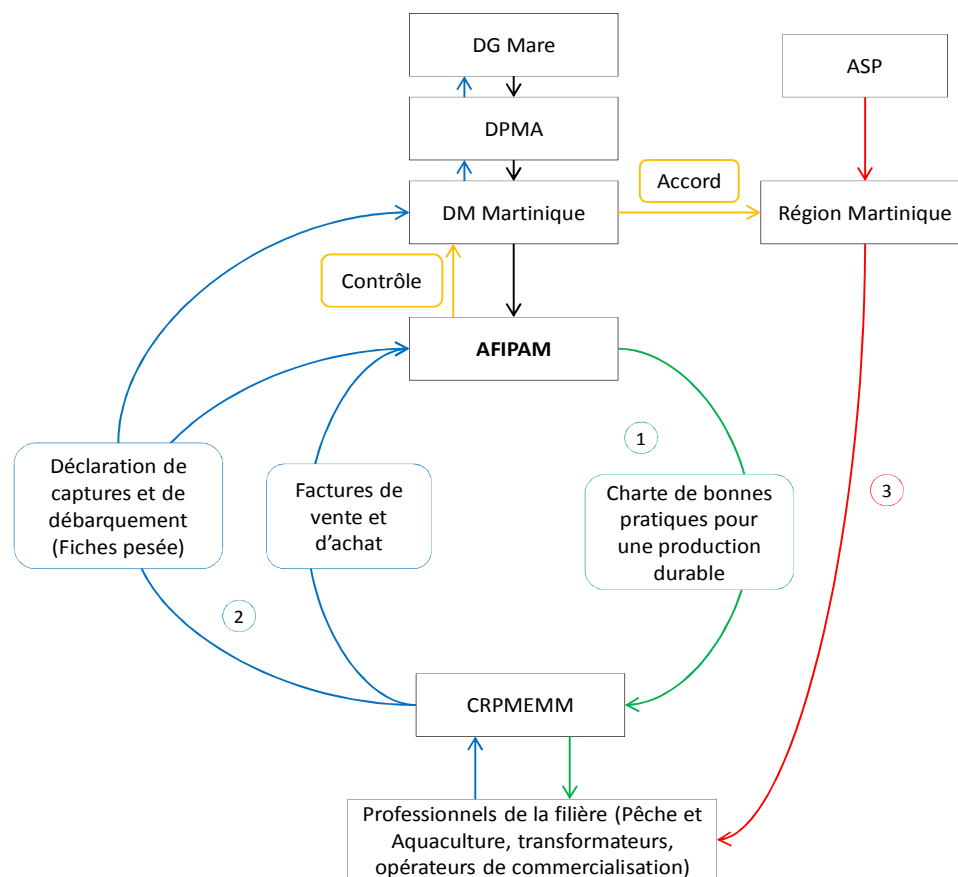 DG Mare
ASP
DPMA
Accord
DM Martinique
Région Martinique
Contrôle
AFIPAM
1
Déclaration de
captures et de
débarquement
(Fiches pesée)
Factures de
vente et
d’achat
Charte de bonnes
pratiques pour
une production
durable
3
2
CRPMEMM
Professionnels de la filière (Pêche et
Aquaculture, transformateurs,
opérateurs de commercialisation)